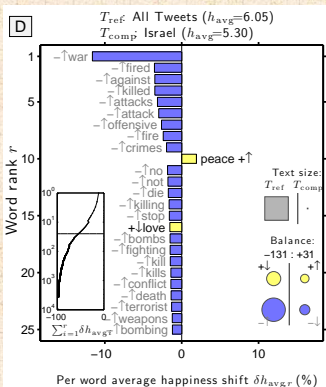 D
T_ref: All Tweets (h_avg=6.05)
T_comp: Israel (h_avg=5.30)
Word rank r
1
5
10
15
20
25
−↑war
−↑fired
−↑against
−↑killed
−↑attacks
−↑attack
−↑offensive
−↑fire
−↑crimes
peace +↑
−↑no
−↑not
−↑die
−↑killing
−↑stop
+↓love
−↑bombs
−↑fighting
−↑kill
−↑kills
−↑conflict
−↑death
−↑terrorist
−↑weapons
−↑bombing
Text size:
T_ref T_comp
Balance:
−131 : +31
+↓ +↑
−↑ −↓
10^0
10^1
10^2
10^3
10^4
−100 0
∑^r_i=1 δh_avg T
−10 0 10
Per word average happiness shift δh_avg,r (%)